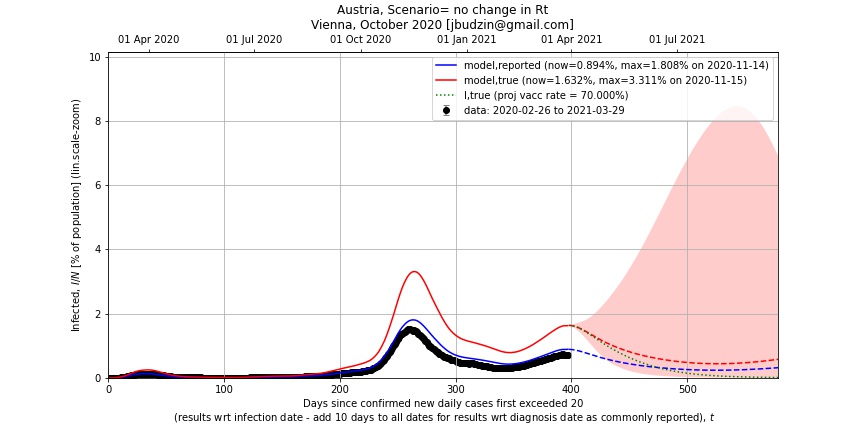 Austria, Scenario= no change in Rt
Vienna, October 2020 [jbudzin@gmail.com]
01 Apr 2020 01 Jul 2020 01 Oct 2020 01 Jan 2021 01 Apr 2021 01 Jul 2021
model,reported (now=0.894%, max=1.808% on 2020-11-14)
model,true (now=1.632%, max=3.311% on 2020-11-15)
I,true (proj vacc rate = 70.000%)
data: 2020-02-26 to 2021-03-29
Infected, I/N [% of population] (lin.scale-zoom)
10
8
6
4
2
0
0 100 200 300 400 500
Days since confirmed new daily cases first exceeded 20
(results wrt infection date - add 10 days to all dates for results wrt diagnosis date as commonly reported), t